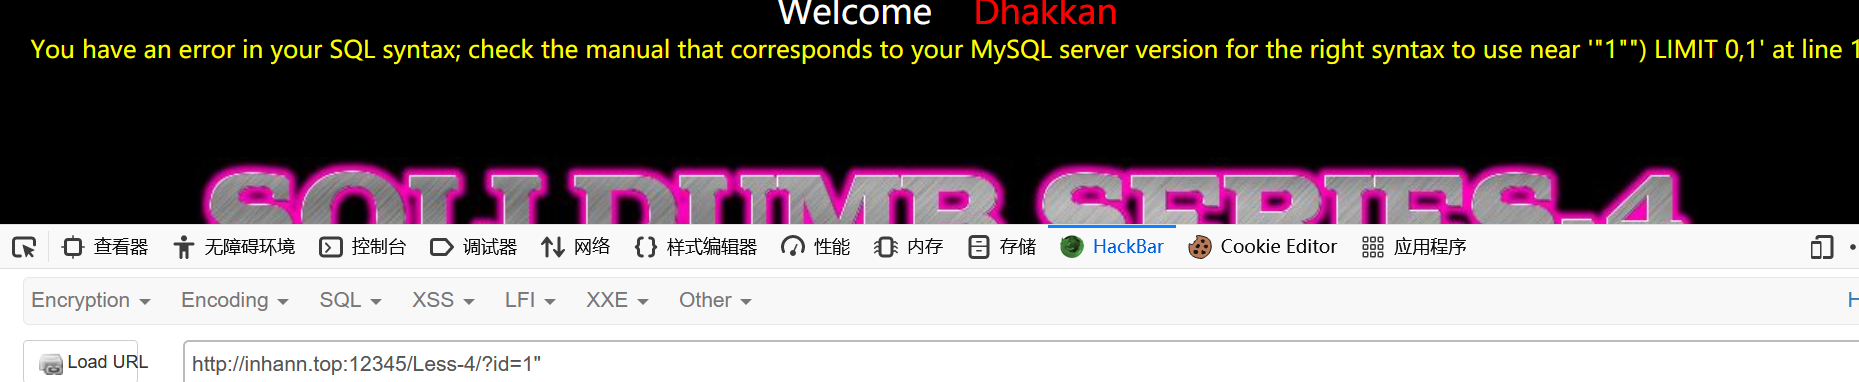 Welcome Dhakkan
You have an error in your SQL syntax; check the manual that corresponds to your MySQL server version for the right syntax to use near '"1"") LIMIT 0,1' at line 1
SQLI DUMB SERIES-4
查看器 无障碍环境 控制台 调试器 网络 样式编辑器 性能 内存 存储 HackBar Cookie Editor 应用程序
Encryption Encoding SQL XSS LFI XXE Other H
Load URL http://inhann.top:12345/Less-4/?id=1"